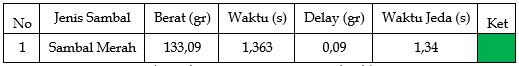 No Jenis Sambal Berat (gr) Waktu (s) Delay (gr) Waktu Jeda (s) Ket
1 Sambal Merah 133,09 1,363 0,09 1,34